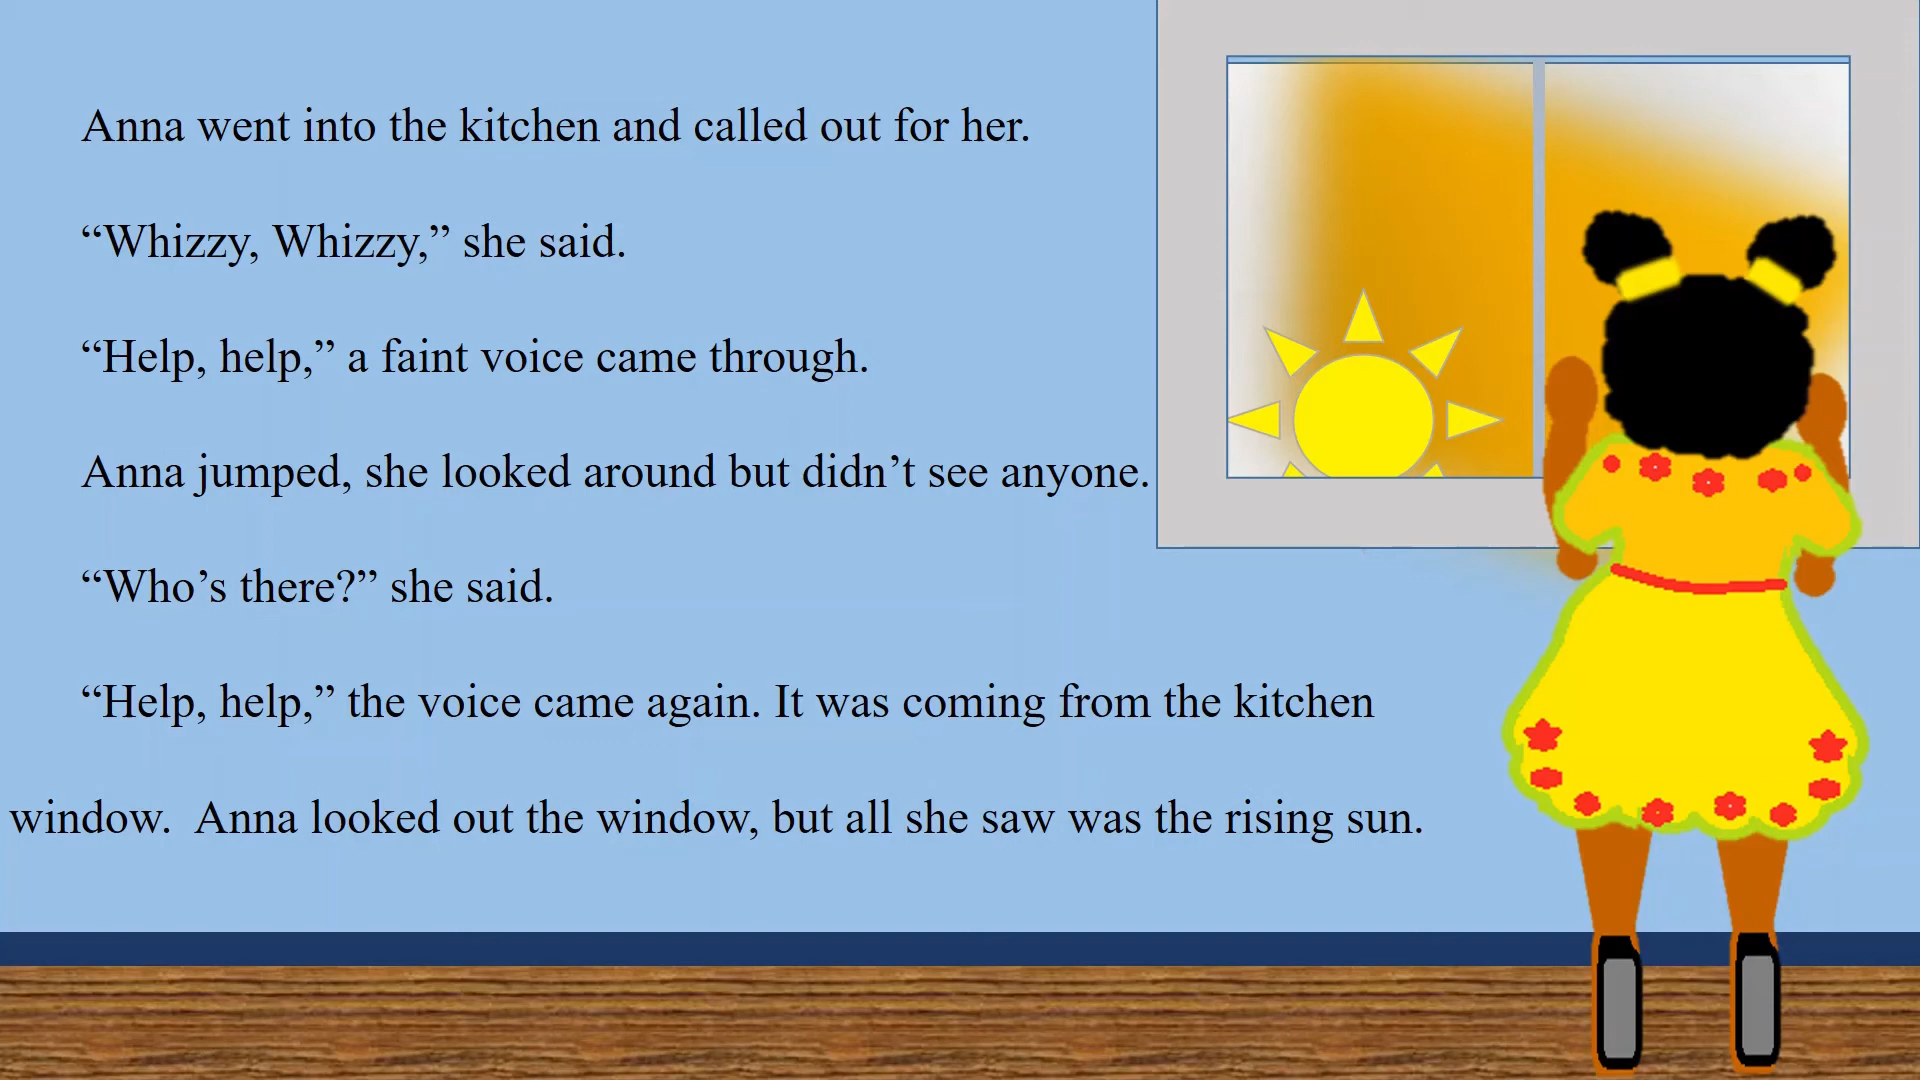 Anna went into the kitchen and called out for her.
“Whizzy, Whizzy,” she said.
“Help, help,” a faint voice came through.
Anna jumped, she looked around but didn’t see anyone.
“Who’s there?” she said.
“Help, help,” the voice came again. It was coming from the kitchen
window.  Anna looked out the window, but all she saw was the rising sun.